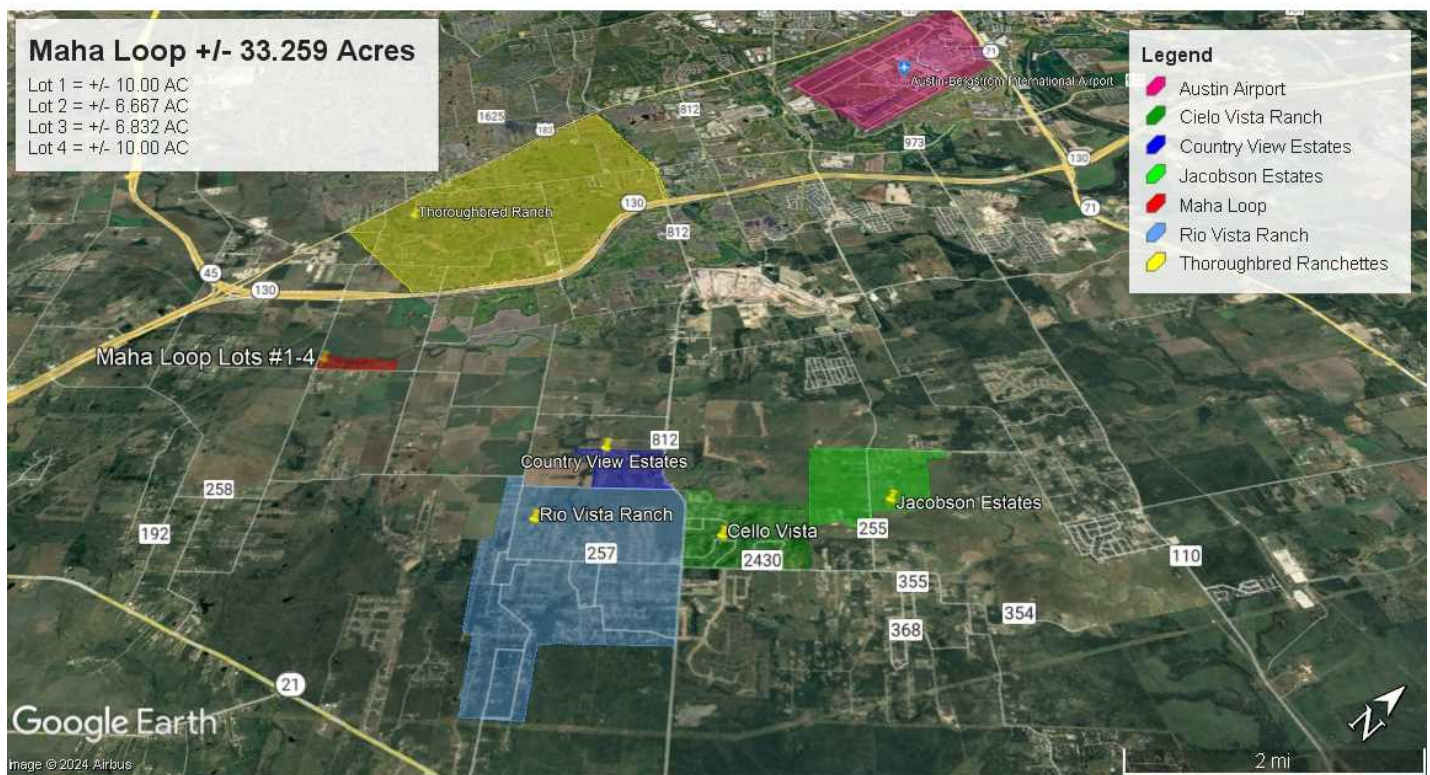 Maha Loop +/- 33.259 Acres
Lot 1 = +/- 10.00 AC
Lot 2 = +/- 6.667 AC
Lot 3 = +/- 6.832 AC
Lot 4 = +/- 10.00 AC
Legend
Austin Airport
Cielo Vista Ranch
Country View Estates
Jacobson Estates
Maha Loop
Rio Vista Ranch
Thoroughbred Ranchettes
71
Austin-Bergstrom International Airport
1625
812
183
973
130
Thoroughbred Ranch
130
71
812
45
130
Maha Loop Lots #1-4
812
Country View Estates
258
Rio Vista Ranch
Jacobson Estates
192
Cello Vista
255
257
2430
110
355
354
368
21
Google Earth
N
2 mi
Image © 2024 Airbus